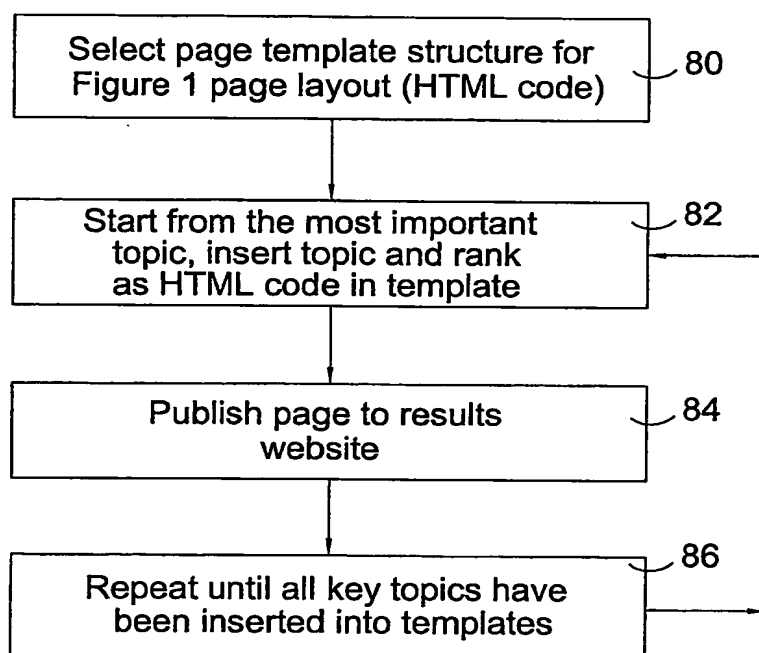 Select page template structure for
Figure 1 page layout (HTML code)
80
Start from the most important
topic, insert topic and rank
as HTML code in template
82
Publish page to results
website
84
Repeat until all key topics have
been inserted into templates
86